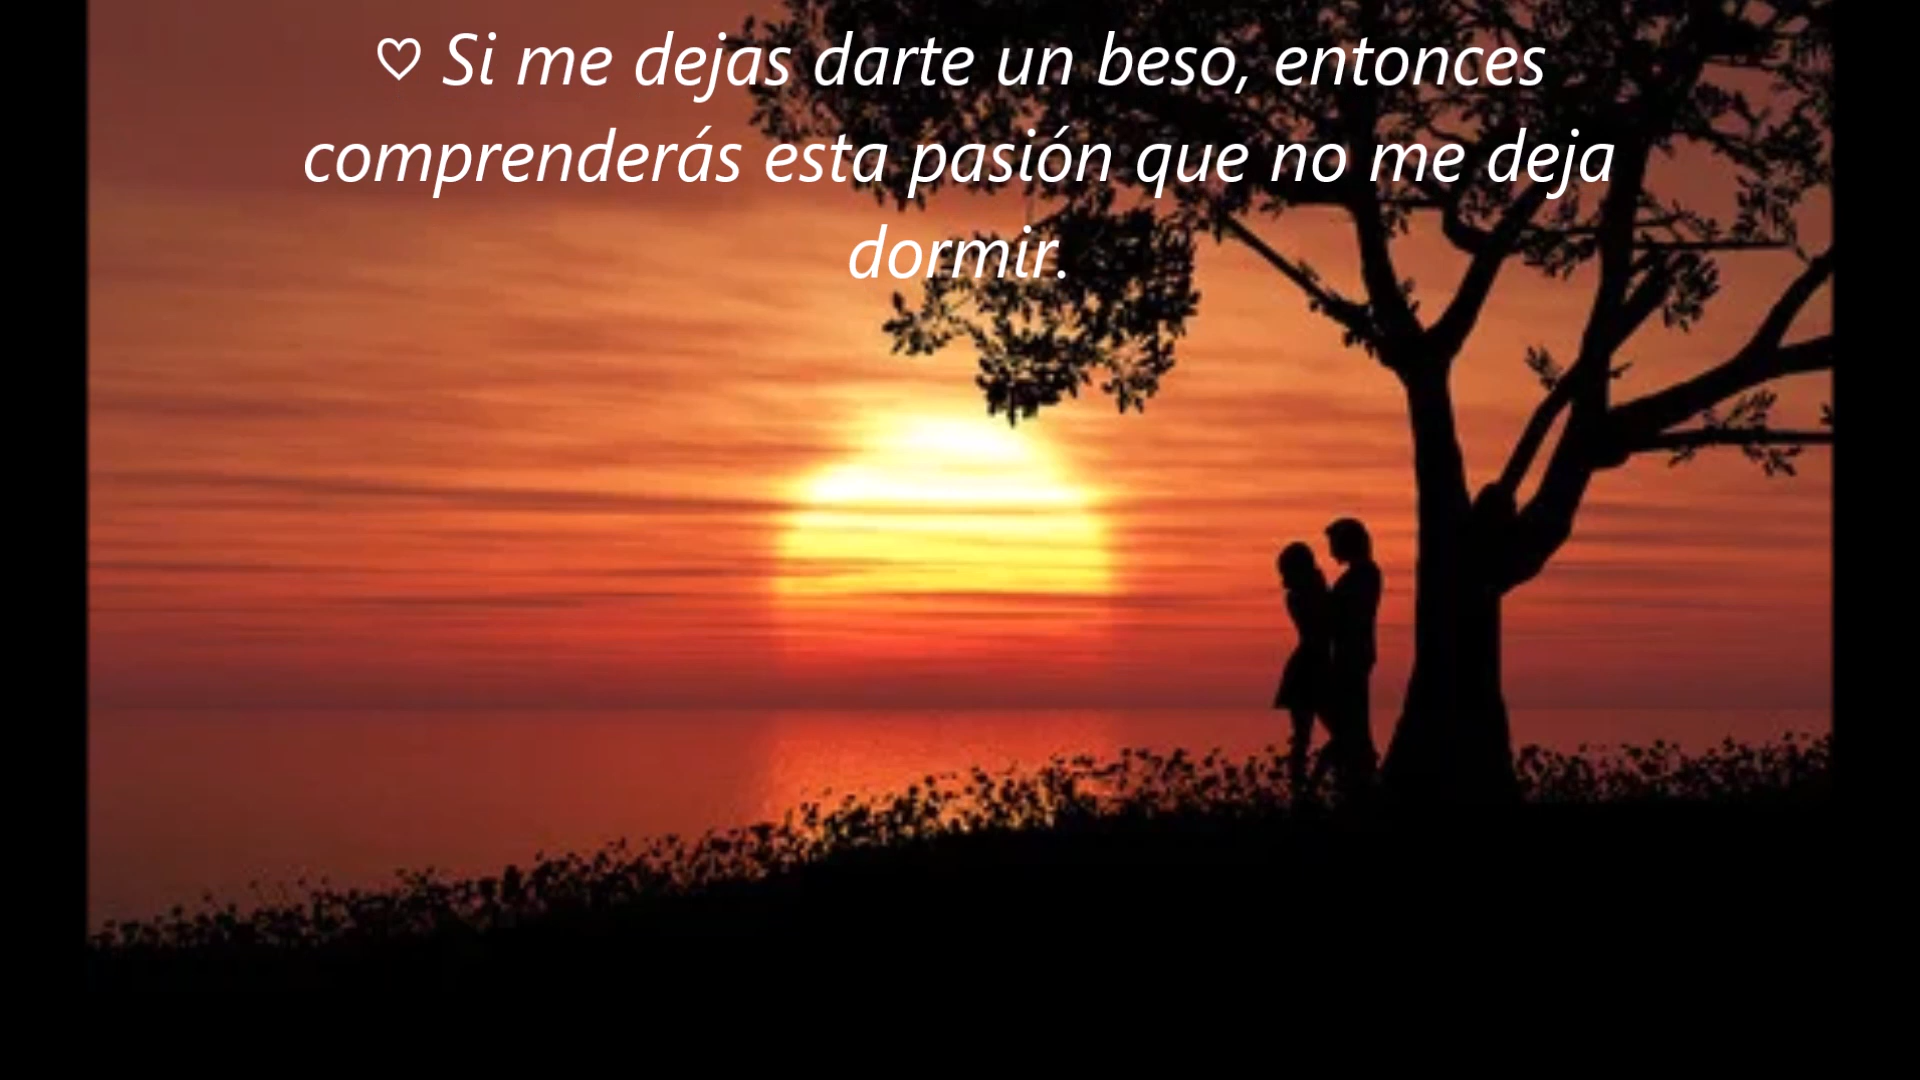 ♡ Si me dejas darte un beso, entonces
comprenderás esta pasión que no me deja
dormir.